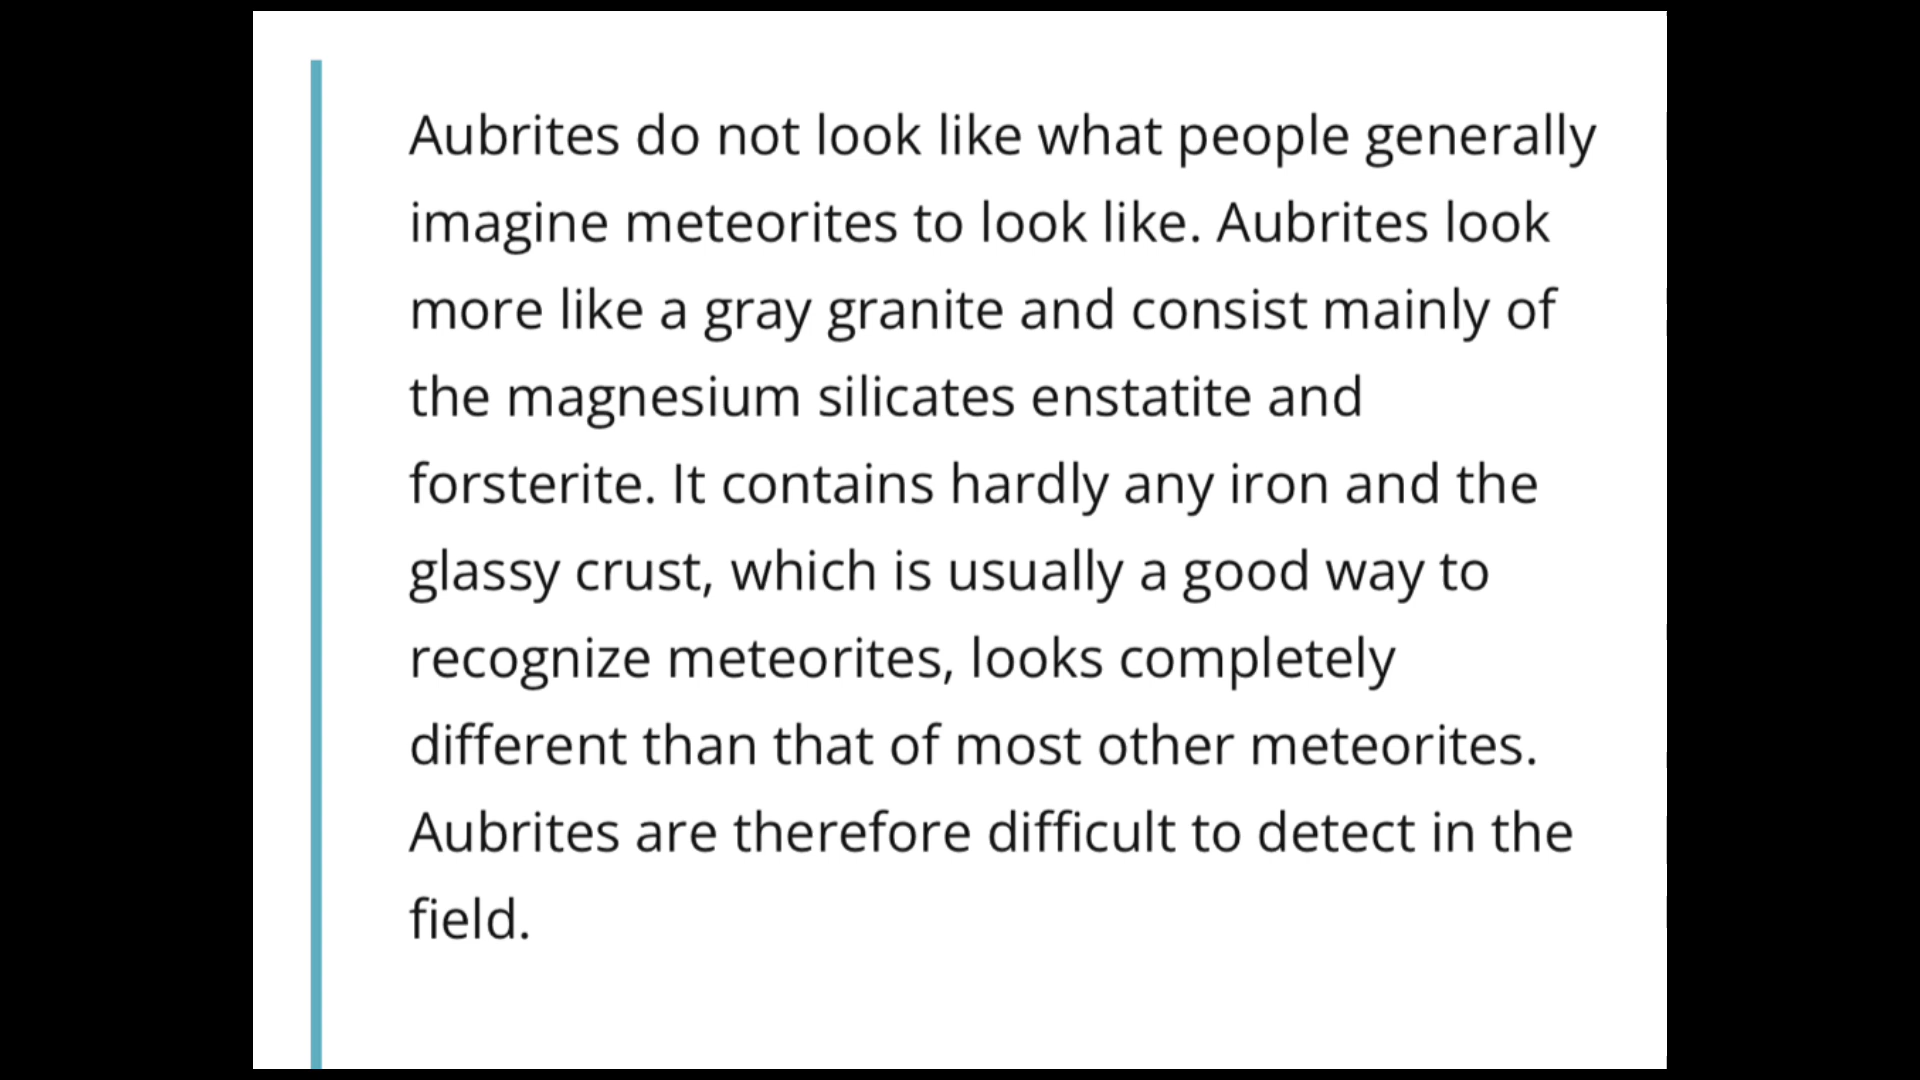 Aubrites do not look like what people generally
imagine meteorites to look like. Aubrites look
more like a gray granite and consist mainly of
the magnesium silicates enstatite and
forsterite. It contains hardly any iron and the
glassy crust, which is usually a good way to
recognize meteorites, looks completely
different than that of most other meteorites.
Aubrites are therefore difficult to detect in the
field.